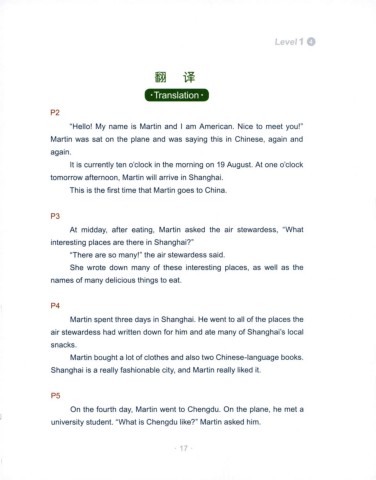 Level 1 4
翻 译
·Translation·
P2
“Hello! My name is Martin and I am American. Nice to meet you!”
Martin was sat on the plane and was saying this in Chinese, again and
again.
It is currently ten o’clock in the morning on 19 August. At one o’clock
tomorrow afternoon, Martin will arrive in Shanghai.
This is the first time that Martin goes to China.
P3
At midday, after eating, Martin asked the air stewardess, “What
interesting places are there in Shanghai?”
“There are so many!” the air stewardess said.
She wrote down many of these interesting places, as well as the
names of many delicious things to eat.
P4
Martin spent three days in Shanghai. He went to all of the places the
air stewardess had written down for him and ate many of Shanghai’s local
snacks.
Martin bought a lot of clothes and also two Chinese-language books.
Shanghai is a really fashionable city, and Martin really liked it.
P5
On the fourth day, Martin went to Chengdu. On the plane, he met a
university student. “What is Chengdu like?” Martin asked him.
· 17 ·